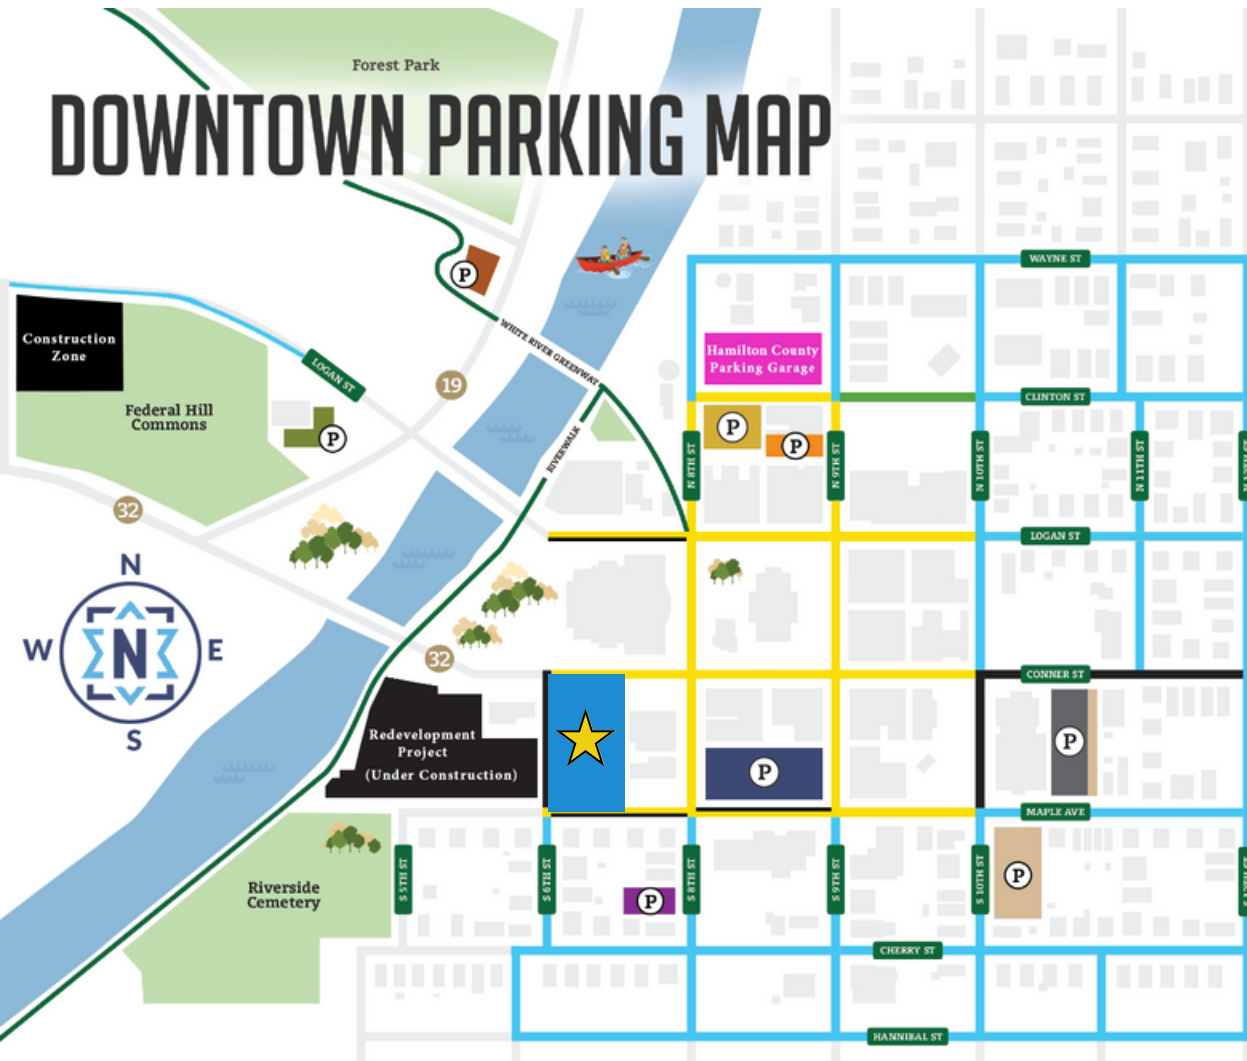 Forest Park
DOWNTOWN PARKING MAP
WAYNE ST
P
Construction
Zone
WHITE RIVER GREENWAY
Hamilton County
Parking Garage
LOGAN ST
19
CLINTON ST
Federal Hill
Commons
P
P
P
RIVERWALK
N 8TH ST
N 9TH ST
N 10TH ST
N 11TH ST
32
LOGAN ST
N
W
N
E
S
32
CONNER ST
Redevelopment
Project
(Under Construction)
P
P
MAPLE AVE
Riverside
Cemetery
S 5TH ST
S 6TH ST
P
S 8TH ST
S 9TH ST
S 10TH ST
P
CHERRY ST
HANNIBAL ST